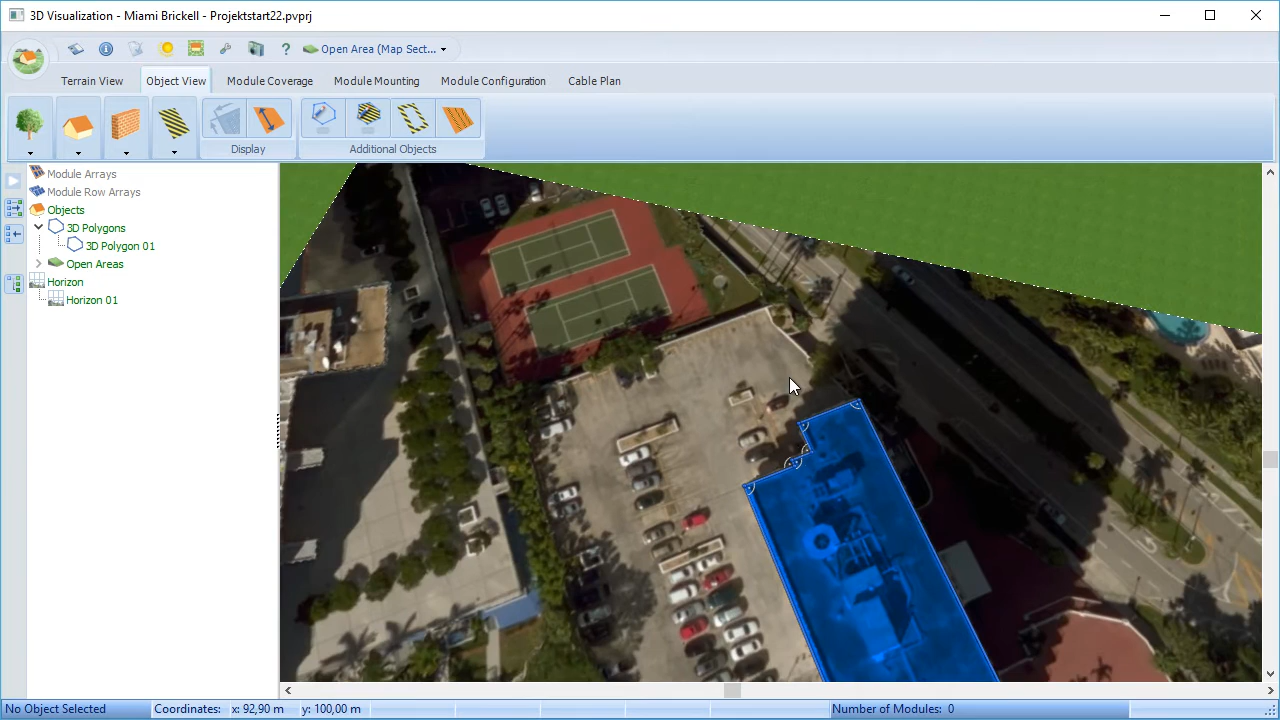 3D Visualization - Miami Brickell - Projektstart22.pvprj
Open Area (Map Sect...
Terrain View
Object View
Module Coverage
Module Mounting
Module Configuration
Cable Plan
Display
Additional Objects
Module Arrays
Module Row Arrays
Objects
3D Polygons
3D Polygon 01
Open Areas
Horizon
Horizon 01
No Object Selected
Coordinates:
x: 92,90 m
y: 100,00 m
Number of Modules: 0